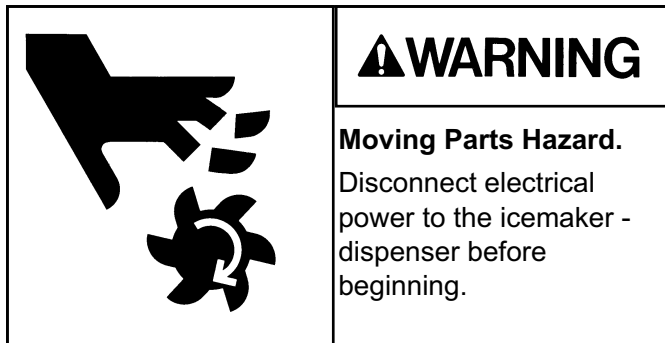 WARNING
Moving Parts Hazard.
Disconnect electrical
power to the icemaker -
dispenser before
beginning.